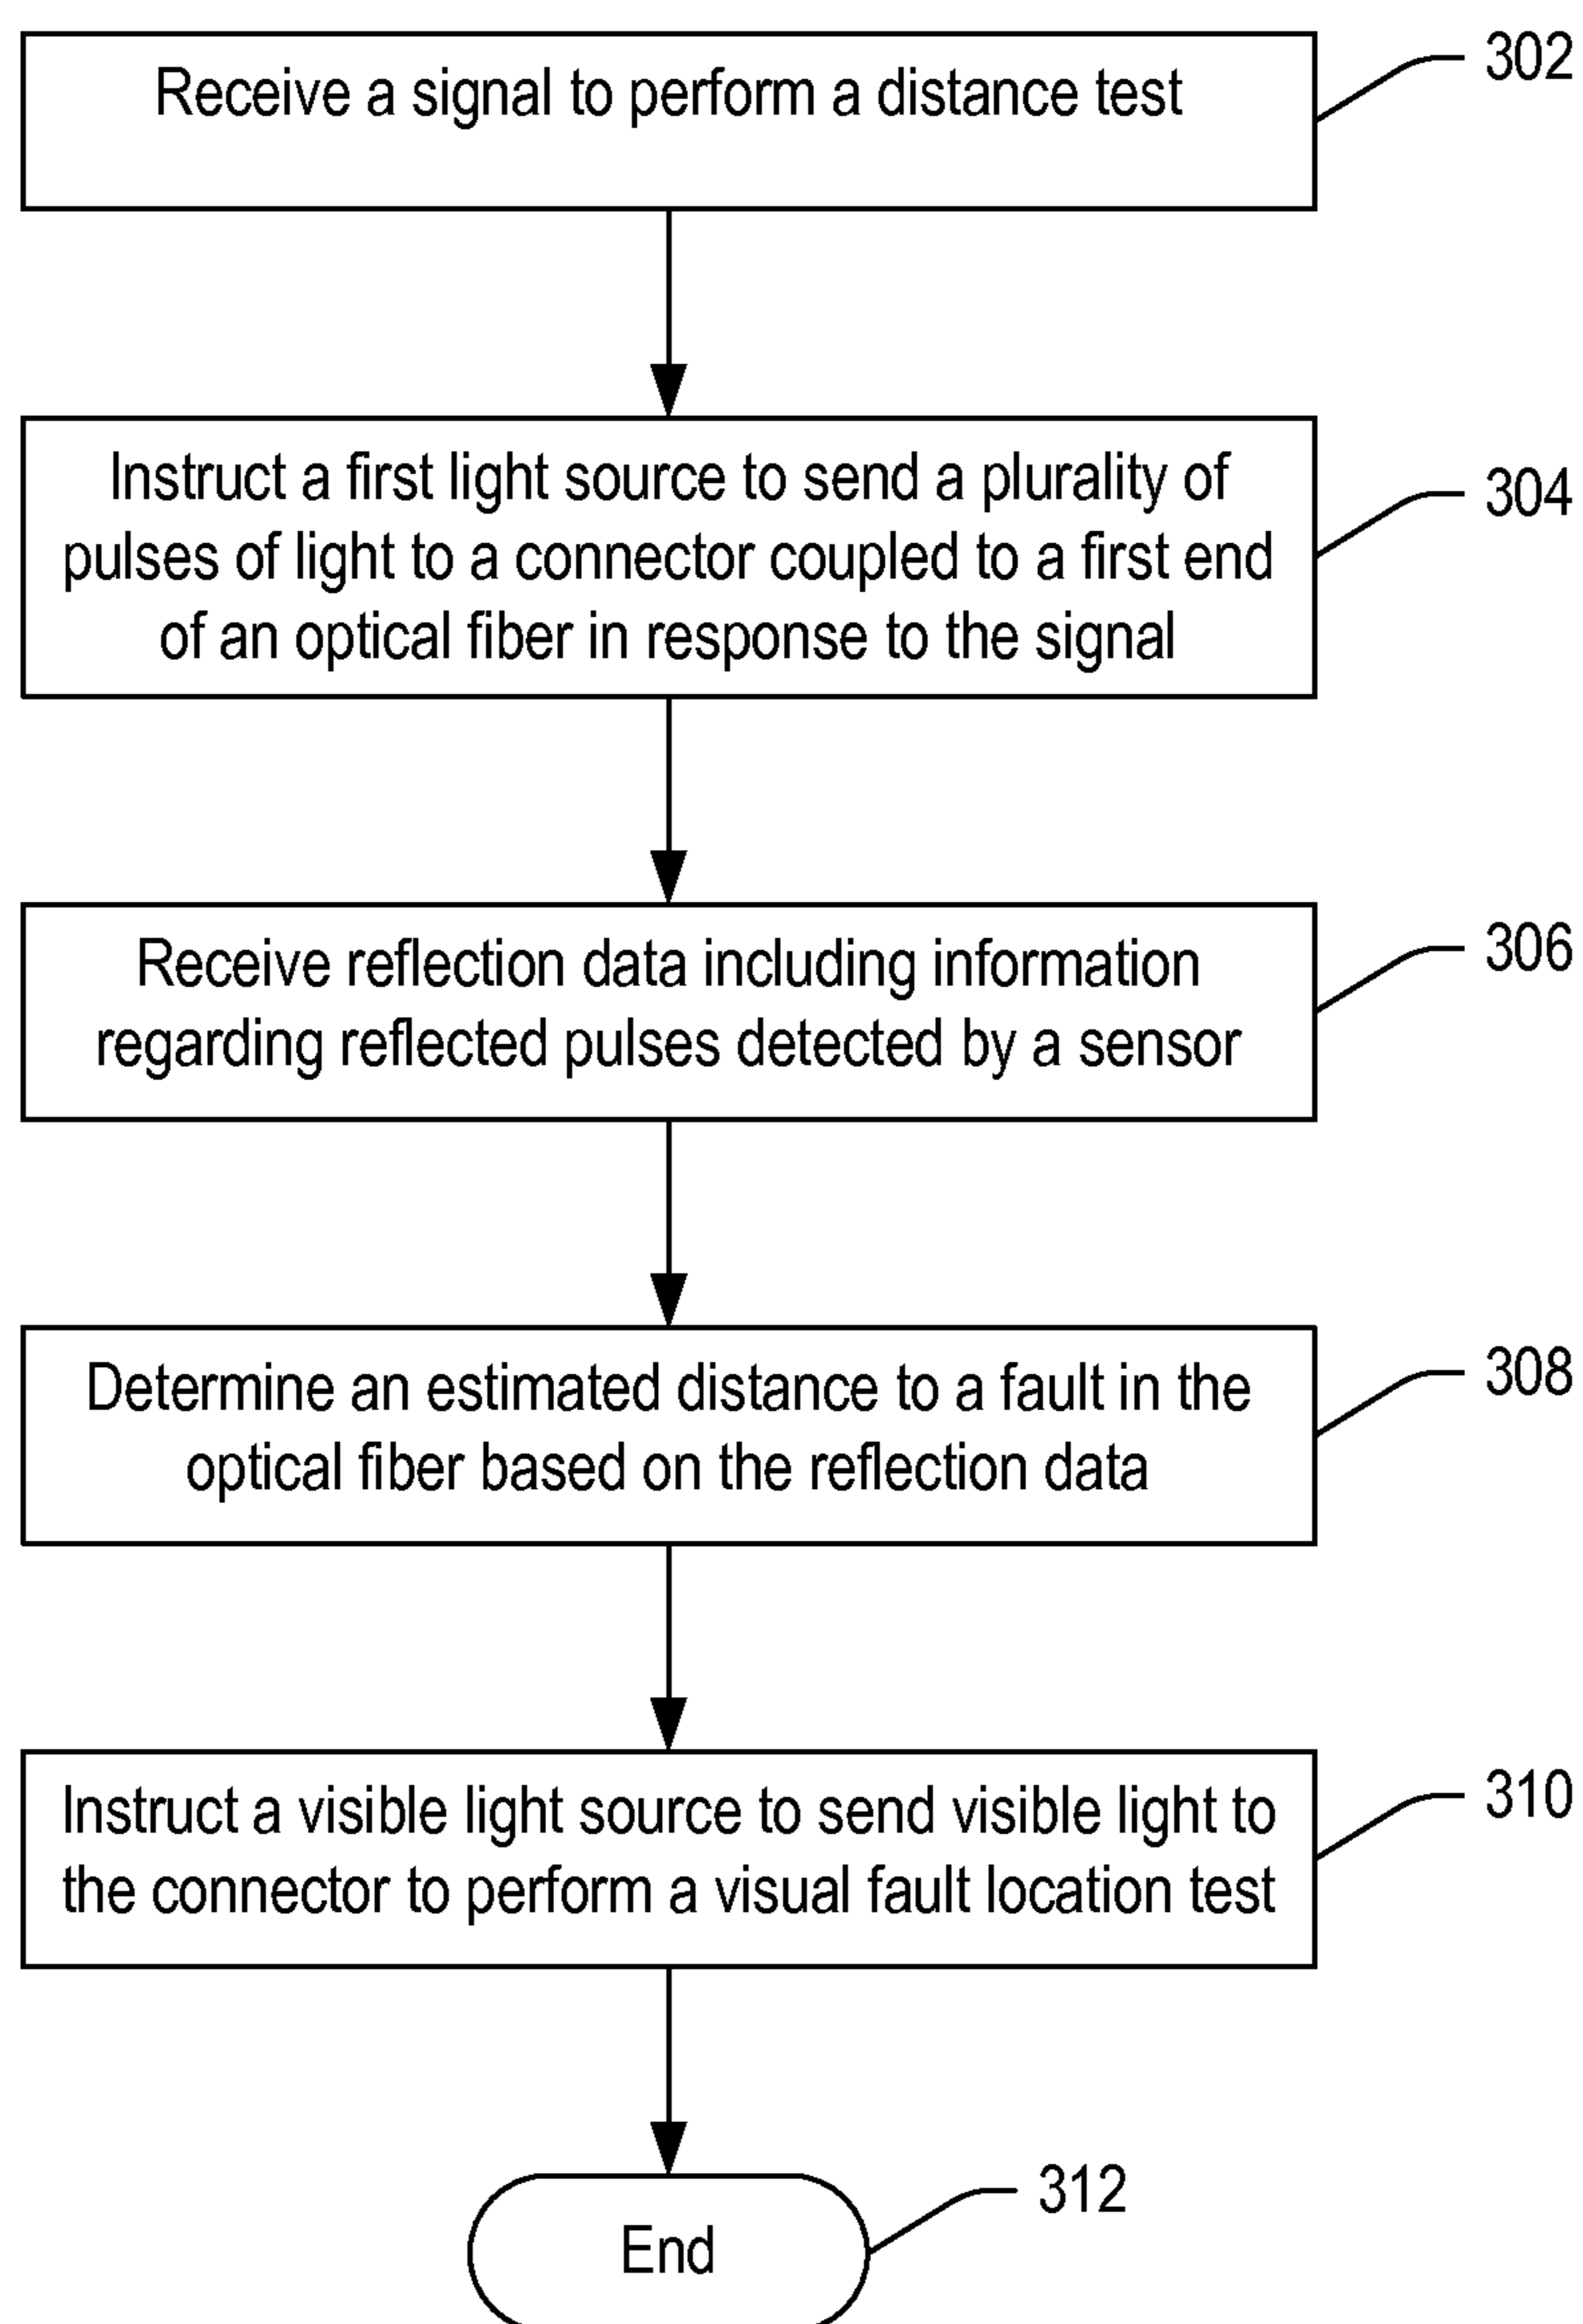 Receive a signal to perform a distance test
302
Instruct a first light source to send a plurality of
pulses of light to a connector coupled to a first end
of an optical fiber in response to the signal
304
Receive reflection data including information
regarding reflected pulses detected by a sensor
306
Determine an estimated distance to a fault in the
optical fiber based on the reflection data
308
Instruct a visible light source to send visible light to
the connector to perform a visual fault location test
310
End
312